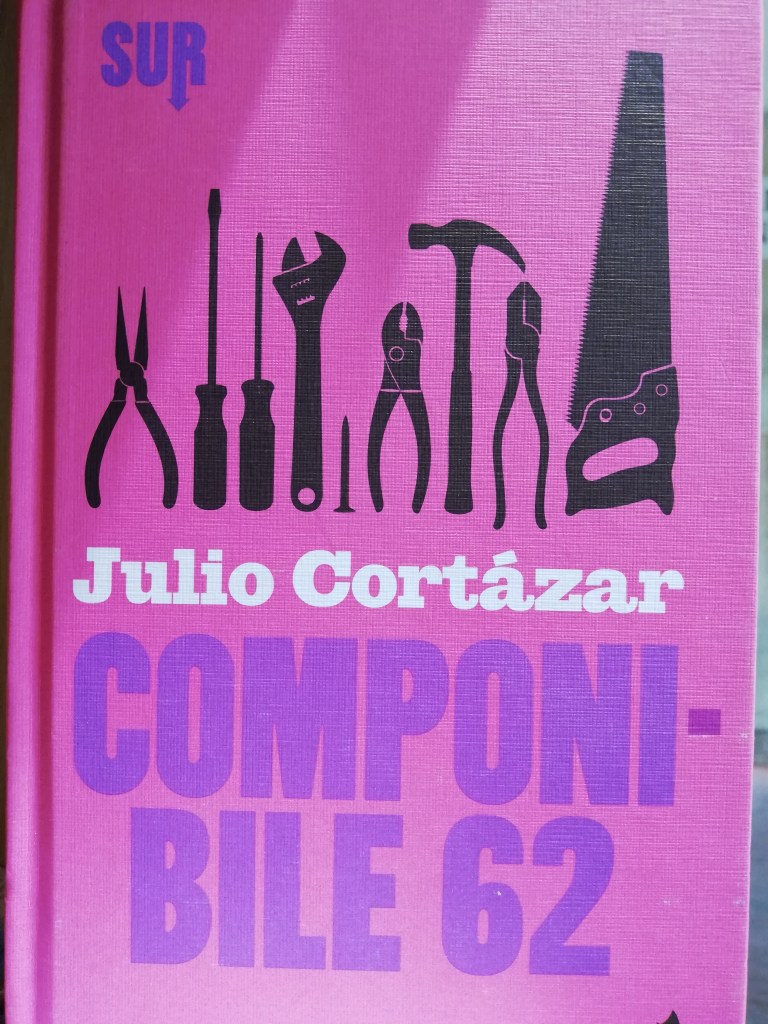 SUR
Julio Cortázar
COMPONI-
BILE 62